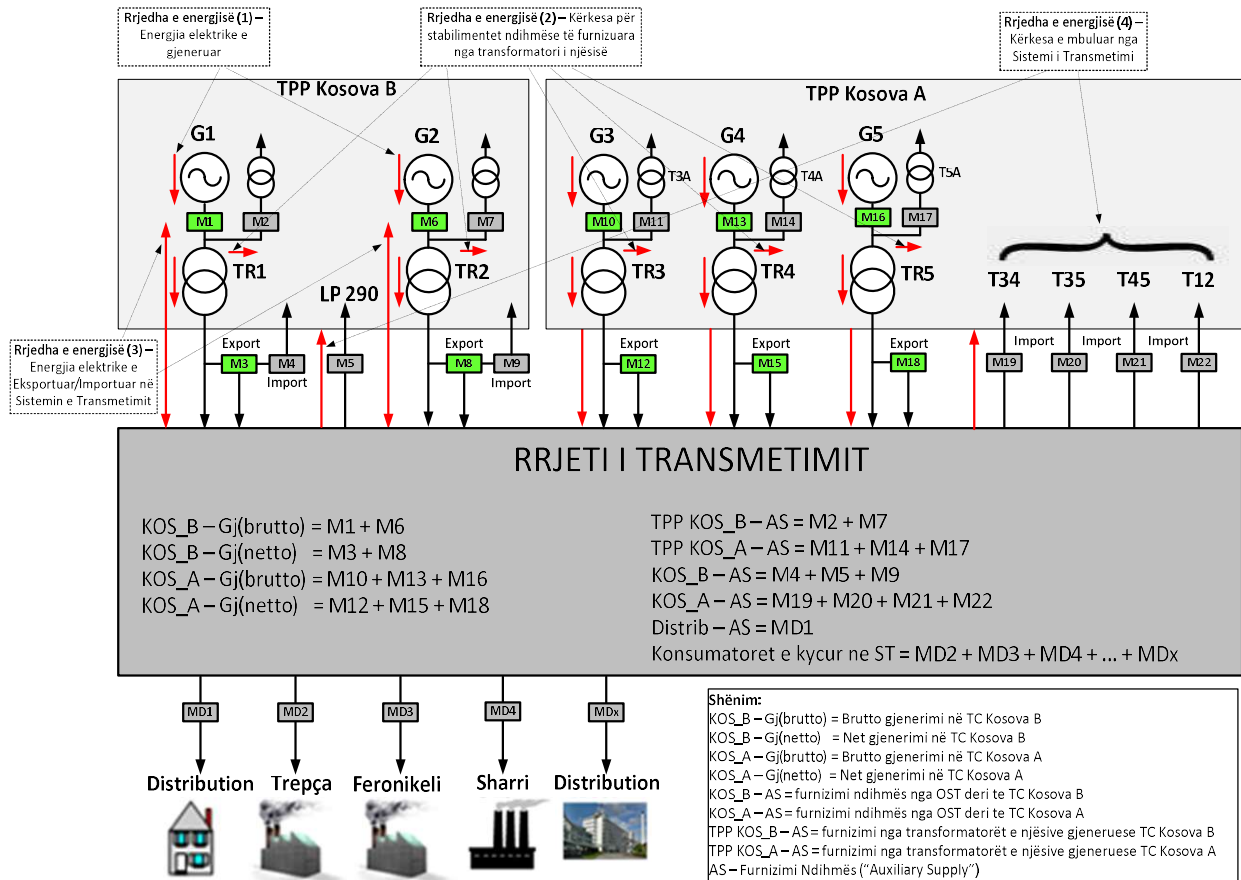 Rrjedha e energjisë (1) –
Energjia elektrike e
gjeneruar
Rrjedha e energjisë (2) – Kërkesa për
stabilimentet ndihmëse të furnizuara
nga transformatori i njësisë
Rrjedha e energjisë (4) –
Kërkesa e mbuluar nga
Sistemi i Transmetimi
TPP Kosova B
TPP Kosova A
G1
G2
G3
G4
G5
T3A
T4A
T5A
M1
M2
M6
M7
M10
M11
M13
M14
M16
M17
TR1
TR2
TR3
TR4
TR5
LP 290
T34
T35
T45
T12
Rrjedha e energjisë (3) –
Energjia elektrike e
Eksportuar/Importuar në
Sistemin e Transmetimit
Export
M3
M4
Import
M5
Export
M8
M9
Import
Export
M12
Export
M15
Export
M18
Import
Import
Import
M19
M20
M21
M22
RRJETI I TRANSMETIMIT
KOS_B – Gj(brutto) = M1 + M6
KOS_B – Gj(netto) = M3 + M8
KOS_A – Gj(brutto) = M10 + M13 + M16
KOS_A – Gj(netto) = M12 + M15 + M18
TPP KOS_B – AS = M2 + M7
TPP KOS_A – AS = M11 + M14 + M17
KOS_B – AS = M4 + M5 + M9
KOS_A – AS = M19 + M20 + M21 + M22
Distrib – AS = MD1
Konsumatoret e kycur ne ST = MD2 + MD3 + MD4 + ... + MDx
MD1
MD2
MD3
MD4
MDx
Distribution
Trepça
Feronikeli
Sharri
Distribution
Shënim:
KOS_B – Gj(brutto) = Brutto gjenerimi në TC Kosova B
KOS_B – Gj(netto) = Net gjenerimi në TC Kosova B
KOS_A – Gj(brutto) = Brutto gjenerimi në TC Kosova A
KOS_A – Gj(netto) = Net gjenerimi në TC Kosova A
KOS_B – AS = furnizimi ndihmës nga OST deri te TC Kosova B
KOS_A – AS = furnizimi ndihmës nga OST deri te TC Kosova A
TPP KOS_B – AS = furnizimi nga transformatorët e njësive gjeneruese TC Kosova B
TPP KOS_A – AS = furnizimi nga transformatorët e njësive gjeneruese TC Kosova A
AS – Furnizimi Ndihmës (“Auxiliary Supply”)